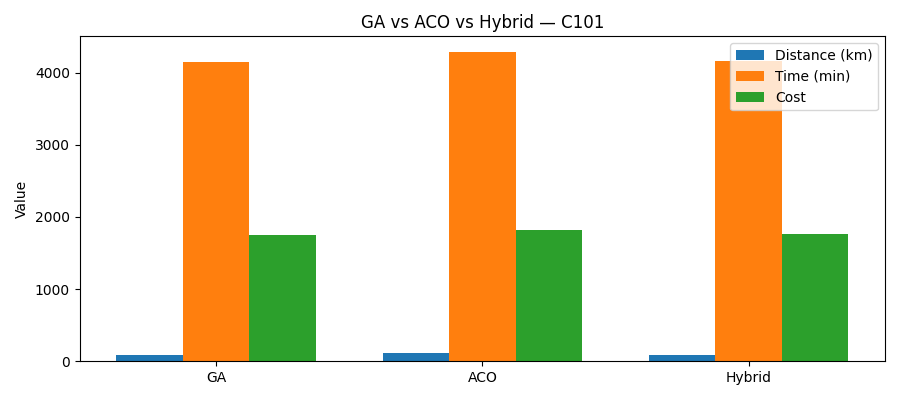 GA vs ACO vs Hybrid — C101
Distance (km)
Time (min)
Cost
Value
4000
3000
2000
1000
0
GA
ACO
Hybrid